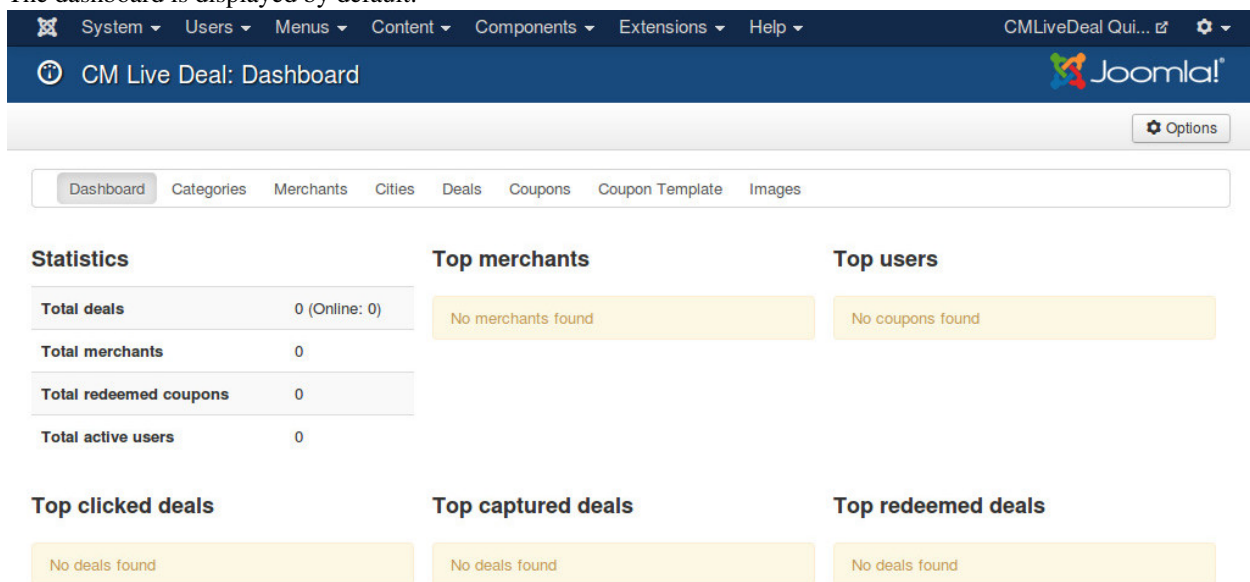 The dashboard is displayed by default.
System Users Menus Content Components Extensions Help CMLiveDeal Qui...
CM Live Deal: Dashboard Joomla!
Options
Dashboard Categories Merchants Cities Deals Coupons Coupon Template Images
Statistics Top merchants Top users
Total deals 0 (Online: 0) No merchants found No coupons found
Total merchants 0
Total redeemed coupons 0
Total active users 0
Top clicked deals Top captured deals Top redeemed deals
No deals found No deals found No deals found